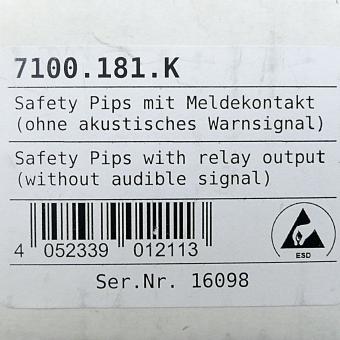 7100.181.K
Safety Pips mit Meldekontakt
(ohne akustisches Warnsignal)
Safety Pips with relay output
(without audible signal)
4 052339 012113
ESD
Ser.Nr. 16098